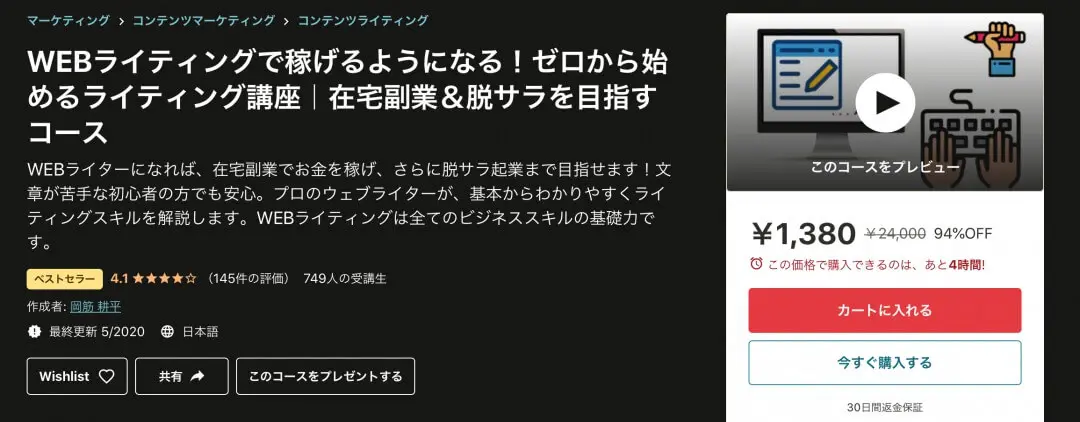 マーケティング > コンテンツマーケティング > コンテンツライティング
WEBライティングで稼げるようになる！ゼロから始
めるライティング講座｜在宅副業＆脱サラを目指す
コース
WEBライターになれば、在宅副業でお金を稼げ、さらに脱サラ起業まで目指せます！文
章が苦手な初心者の方でも安心。プロのウェブライターが、基本からわかりやすくライ
ティングスキルを解説します。WEBライティングは全てのビジネススキルの基礎力で
す。
ベストセラー 4.1 ★★★★☆ （145件の評価） 749人の受講生
作成者: 岡筋 耕平
最終更新 5/2020 日本語
Wishlist ♡ 共有 このコースをプレゼントする
このコースをプレビュー
￥1,380 ￥24,000 94%OFF
この価格で購入できるのは、あと4時間!
カートに入れる
今すぐ購入する
30日間返金保証